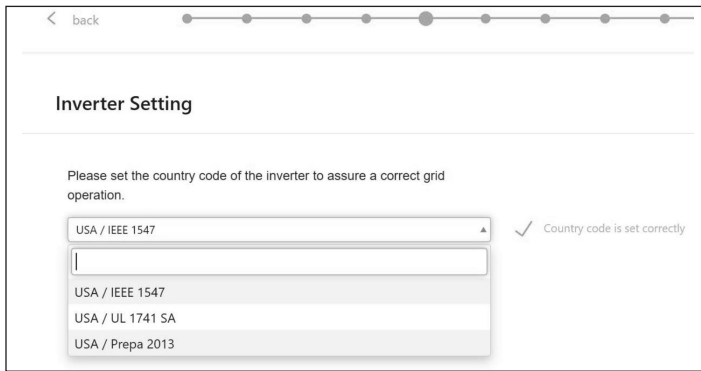 back
Inverter Setting
Please set the country code of the inverter to assure a correct grid
operation.
USA / IEEE 1547
Country code is set correctly
USA / IEEE 1547
USA / UL 1741 SA
USA / Prepa 2013